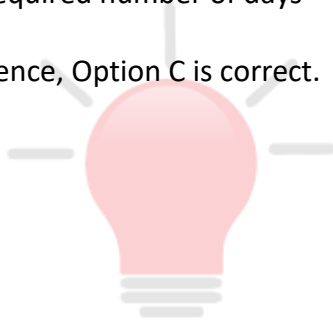 equired number of days
ence, Option C is correct.